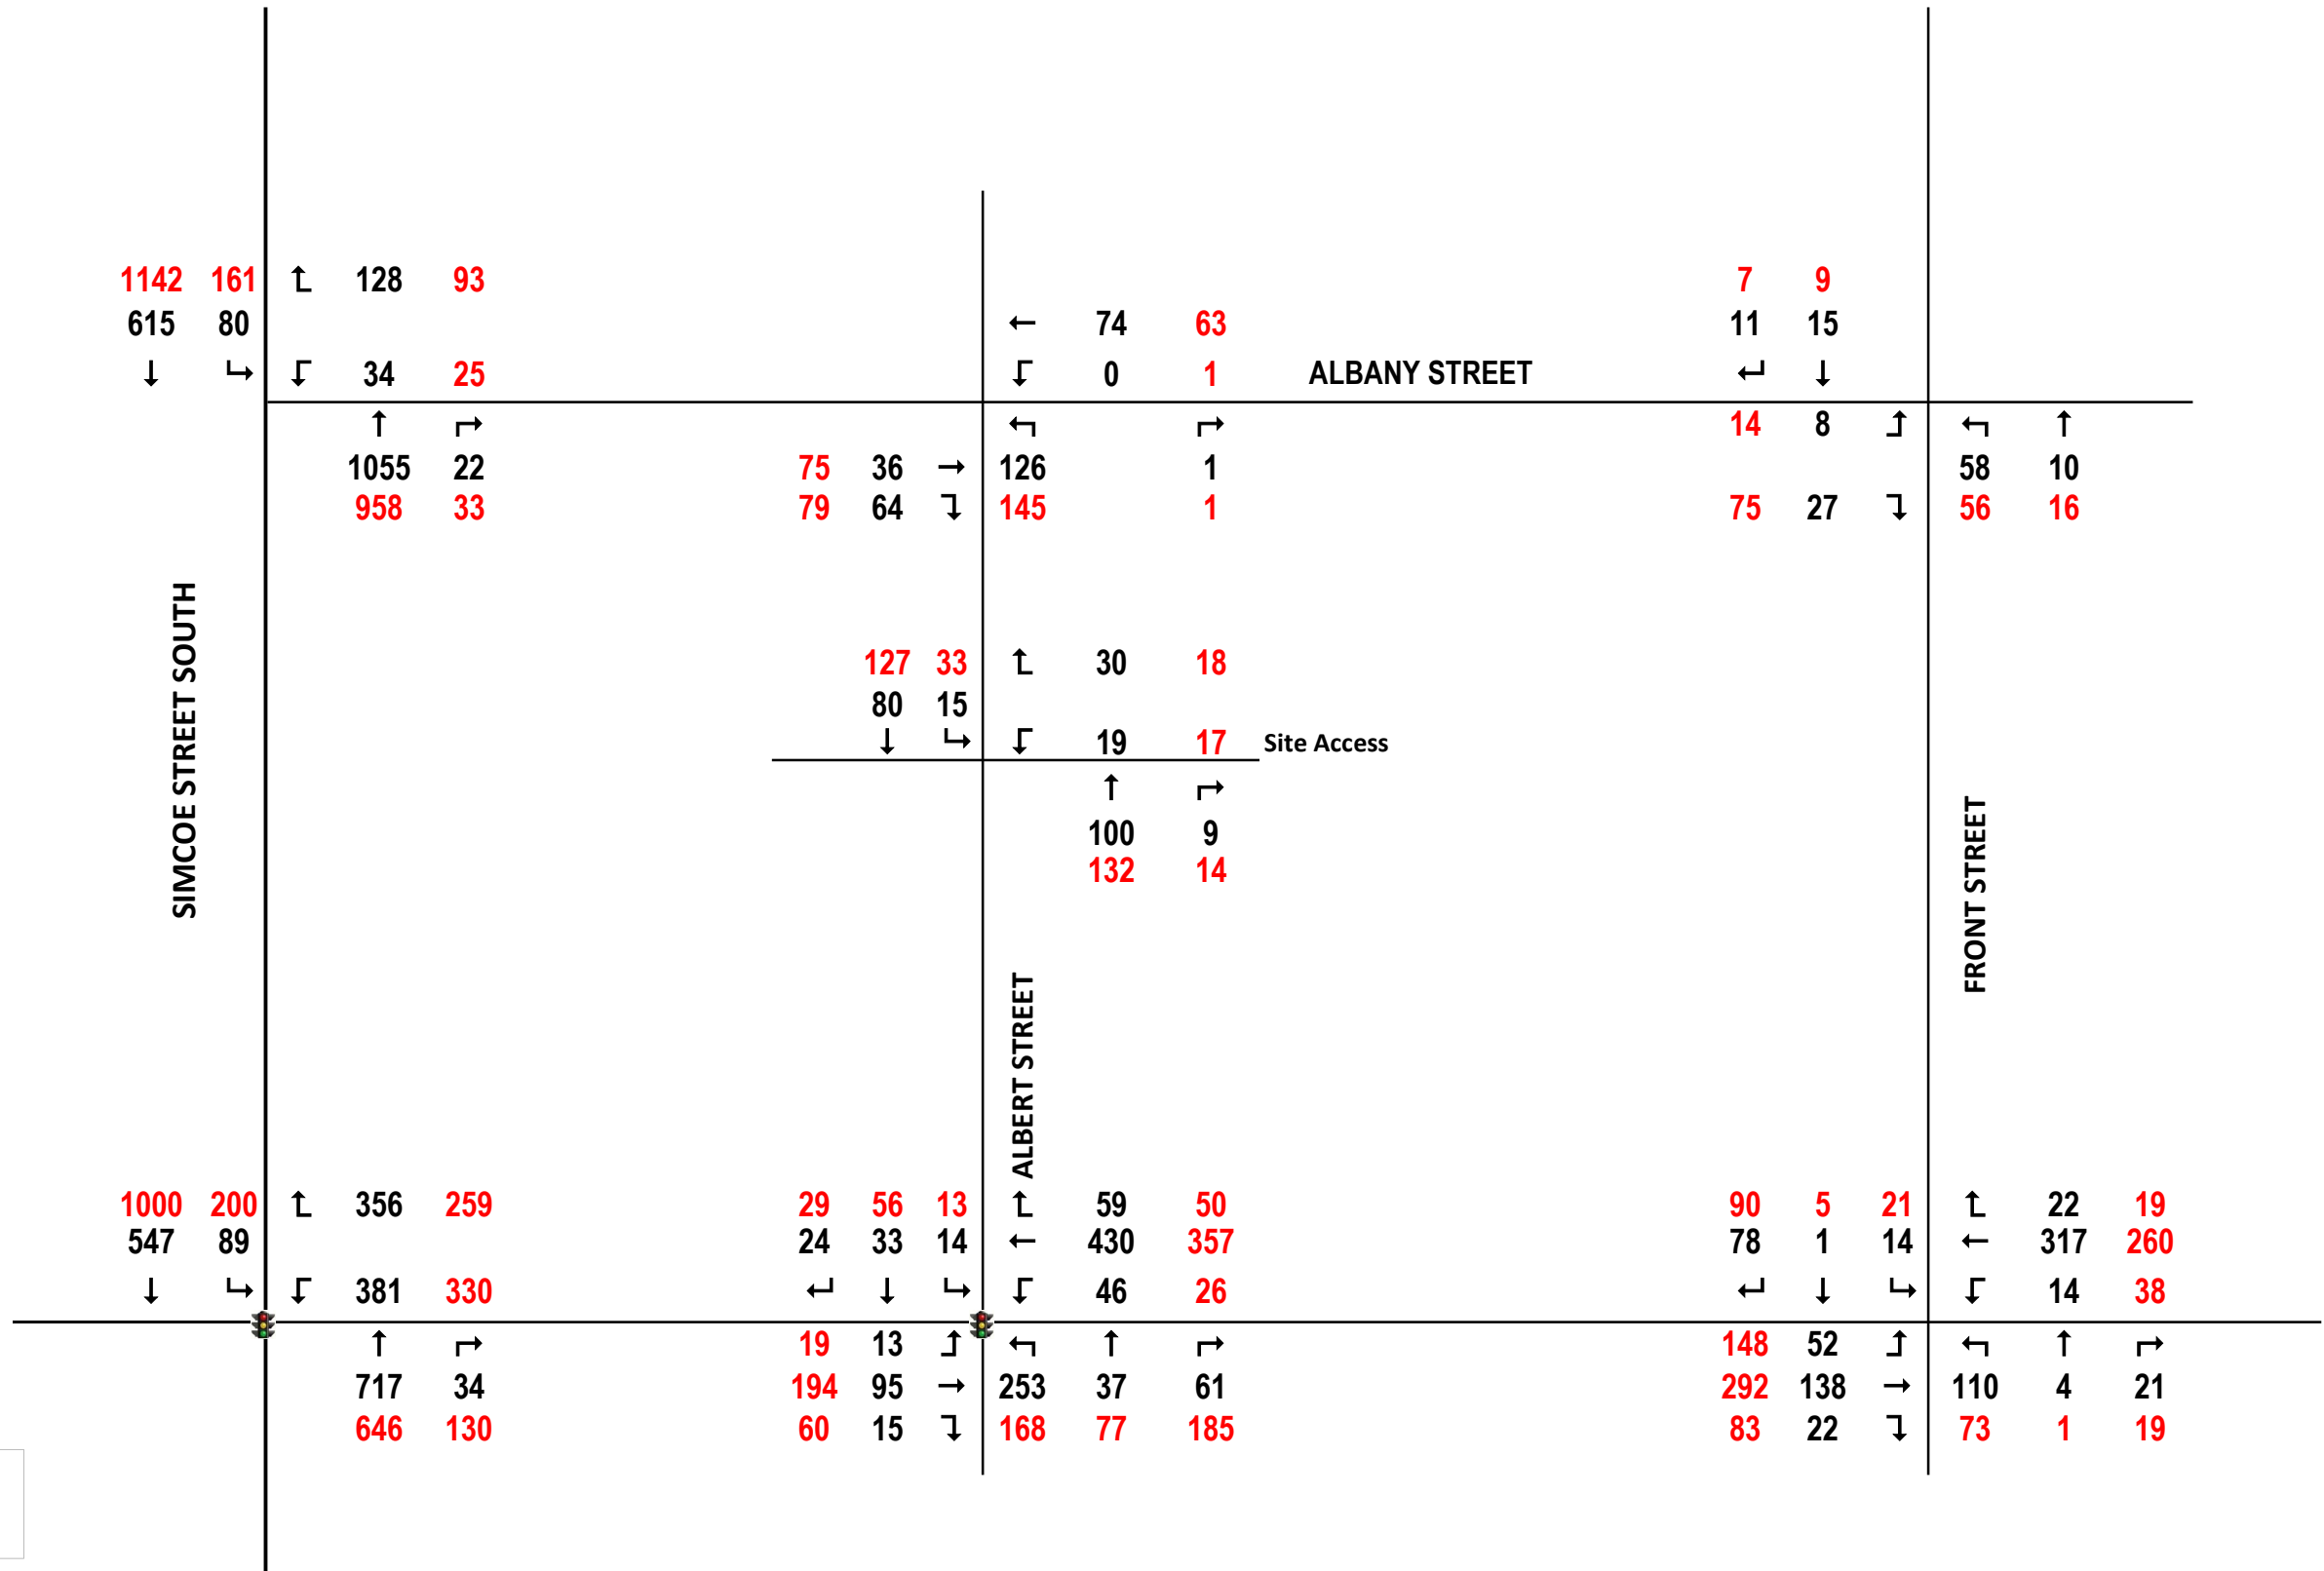 1142 161 ↑ 128 93
615 80 ← 74 63 7 9
11 15
↓ ↳ ↓ 34 25 ↓ 0 1 ALBANY STREET ↵ ↓
↑ ↱ ↰ ↱ 14 8 ↑ ↰ ↑
1055 22 75 36 → 126 1 58 10
958 33 79 64 ↴ 145 1 75 27 ↴ 56 16
SIMCOE STREET SOUTH
127 33 ↑ 30 18
80 15
↓ ↳ ↓ 19 17 Site Access
↑ ↱
100 9
132 14
FRONT STREET
ALBERT STREET
1000 200 ↑ 356 259 29 56 13 ↑ 59 50 90 5 21 ↑ 22 19
547 89 24 33 14 ← 430 357 78 1 14 ← 317 260
↓ ↳ ↓ 381 330 ↵ ↓ ↳ ↓ 46 26 ↵ ↓ ↳ ↓ 14 38
↑ ↱ 19 13 ↑ ↰ ↑ ↱ 148 52 ↑ ↰ ↑ ↱
717 34 194 95 → 253 37 61 292 138 → 110 4 21
646 130 60 15 ↴ 168 77 185 83 22 ↴ 73 1 19